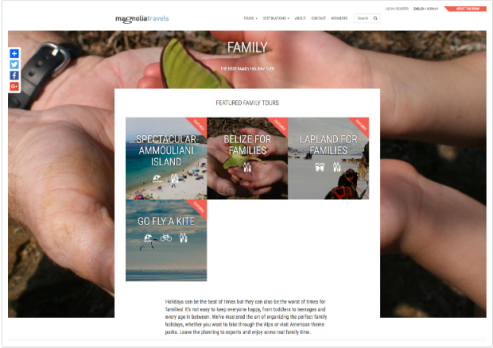 magnoliatravels
TOURS
DESTINATIONS
ABOUT
CONTACT
MEMBERS
Search
ENGLISH
FAMILY
FEATURED FAMILY TOURS
SPECTACULAR
AMMOULIANI
ISLAND
BELIZE FOR
FAMILIES
LAPLAND FOR
FAMILIES
GO FLY A KITE
Holidays can be the best of times but they can also be the worst of times for
families! It's not easy to keep everyone happy, from toddlers to teenagers and
every age in between. We've mastered the art of organizing the perfect family
holidays, whether you want to hike through the Alps or visit American theme
parks. Leave the planning to experts and enjoy some real family time.